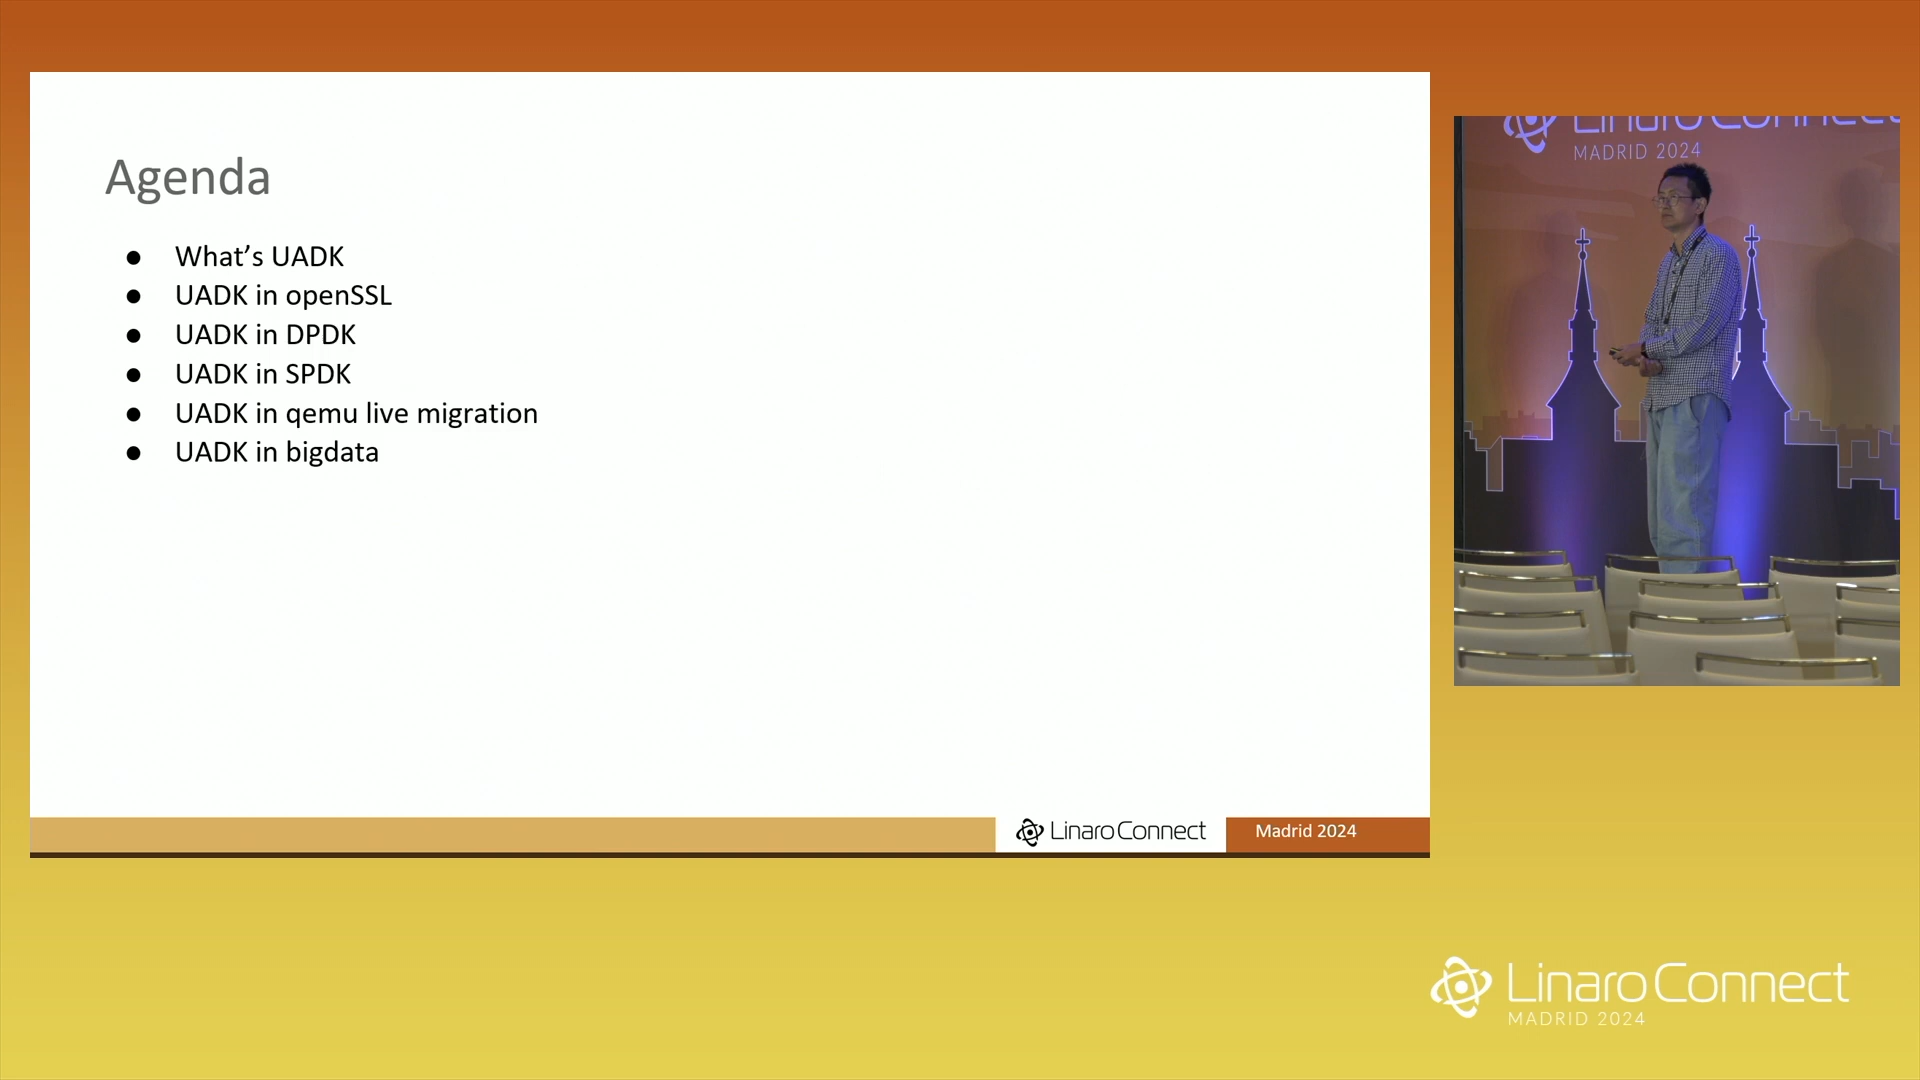 Agenda
● What’s UADK
● UADK in openSSL
● UADK in DPDK
● UADK in SPDK
● UADK in qemu live migration
● UADK in bigdata
Linaro Connect
Madrid 2024
Linaro Connect
MADRID 2024
Linaro Connect
MADRID 2024